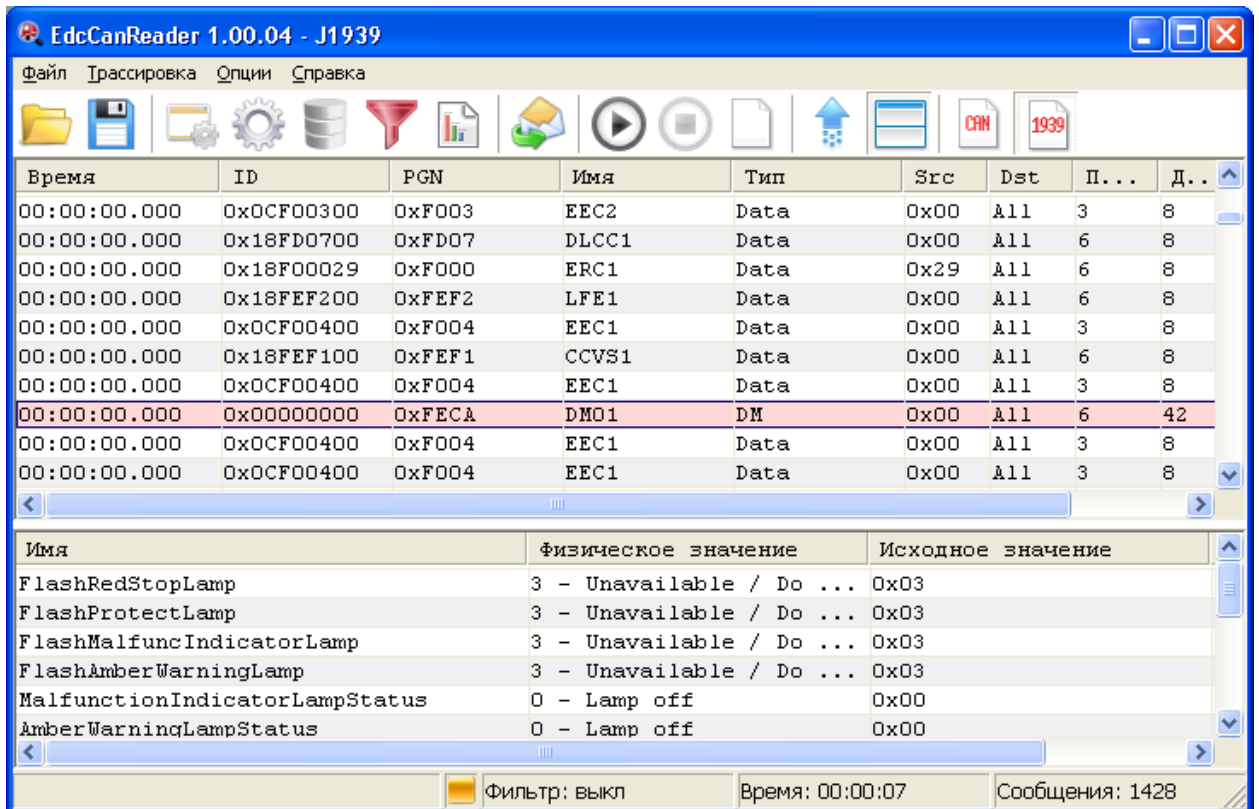 EdcCanReader 1.00.04 - J1939
Файл Трассировка Опции Справка
CAN 1939
Время ID PGN Имя Тип Src Dst П... Д...
00:00:00.000 0x0CF00300 0xF003 EEC2 Data 0x00 All 3 8
00:00:00.000 0x18FD0700 0xFD07 DLCC1 Data 0x00 All 6 8
00:00:00.000 0x18F00029 0xF000 ERC1 Data 0x29 All 6 8
00:00:00.000 0x18FEF200 0xFEF2 LFE1 Data 0x00 All 6 8
00:00:00.000 0x0CF00400 0xF004 EEC1 Data 0x00 All 3 8
00:00:00.000 0x18FEF100 0xFEF1 CCVS1 Data 0x00 All 6 8
00:00:00.000 0x0CF00400 0xF004 EEC1 Data 0x00 All 3 8
00:00:00.000 0x00000000 0xFECA DM01 DM 0x00 All 6 42
00:00:00.000 0x0CF00400 0xF004 EEC1 Data 0x00 All 3 8
00:00:00.000 0x0CF00400 0xF004 EEC1 Data 0x00 All 3 8
Имя Физическое значение Исходное значение
FlashRedStopLamp 3 - Unavailable / Do ... 0x03
FlashProtectLamp 3 - Unavailable / Do ... 0x03
FlashMalfuncIndicatorLamp 3 - Unavailable / Do ... 0x03
FlashAmberWarningLamp 3 - Unavailable / Do ... 0x03
MalfunctionIndicatorLampStatus 0 - Lamp off 0x00
AmberWarningLampStatus 0 - Lamp off 0x00
Фильтр: выкл Время: 00:00:07 Сообщения: 1428